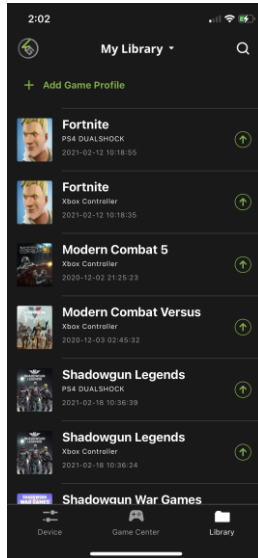 2:02
My Library
+ Add Game Profile
Fortnite
PS4 DUALSHOCK
2021-02-12 10:18:55
Fortnite
Xbox Controller
2021-02-12 10:18:35
Modern Combat 5
Xbox Controller
2020-12-02 21:25:23
Modern Combat Versus
Xbox Controller
2020-12-03 02:45:32
Shadowgun Legends
PS4 DUALSHOCK
2021-02-18 10:36:39
Shadowgun Legends
Xbox Controller
2021-02-18 10:36:24
Shadowgun War Games
Device
Game Center
Library